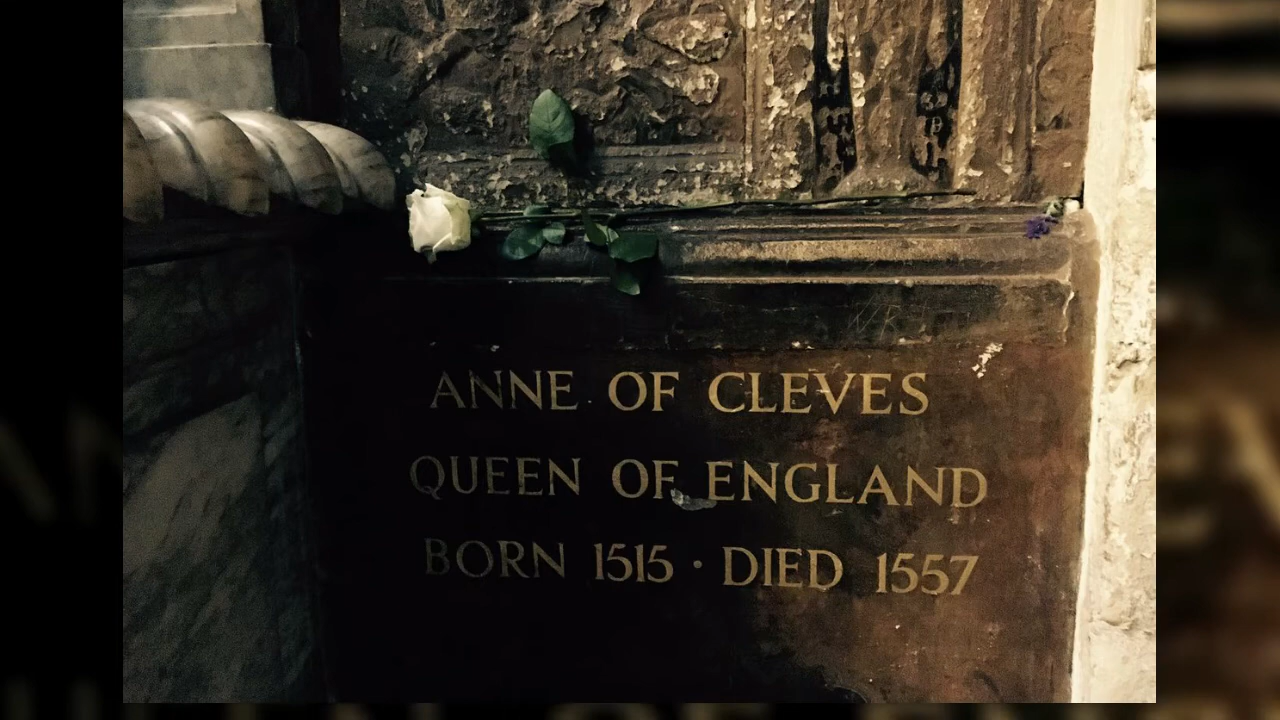 ANNE OF CLEVES
QUEEN OF ENGLAND
BORN 1515 · DIED 1557